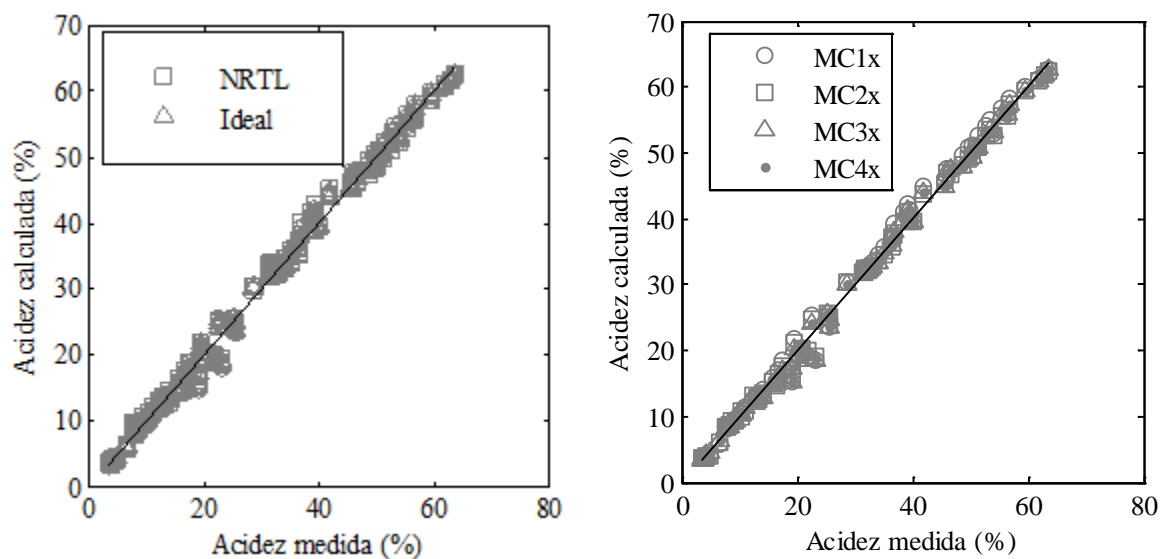 70
60
50
40
30
20
10
0
Acidez calculada (%)
NRTL
Ideal
0 20 40 60 80
Acidez medida (%)
70
60
50
40
30
20
10
0
Acidez calculada (%)
MC1x
MC2x
MC3x
MC4x
0 20 40 60 80
Acidez medida (%)